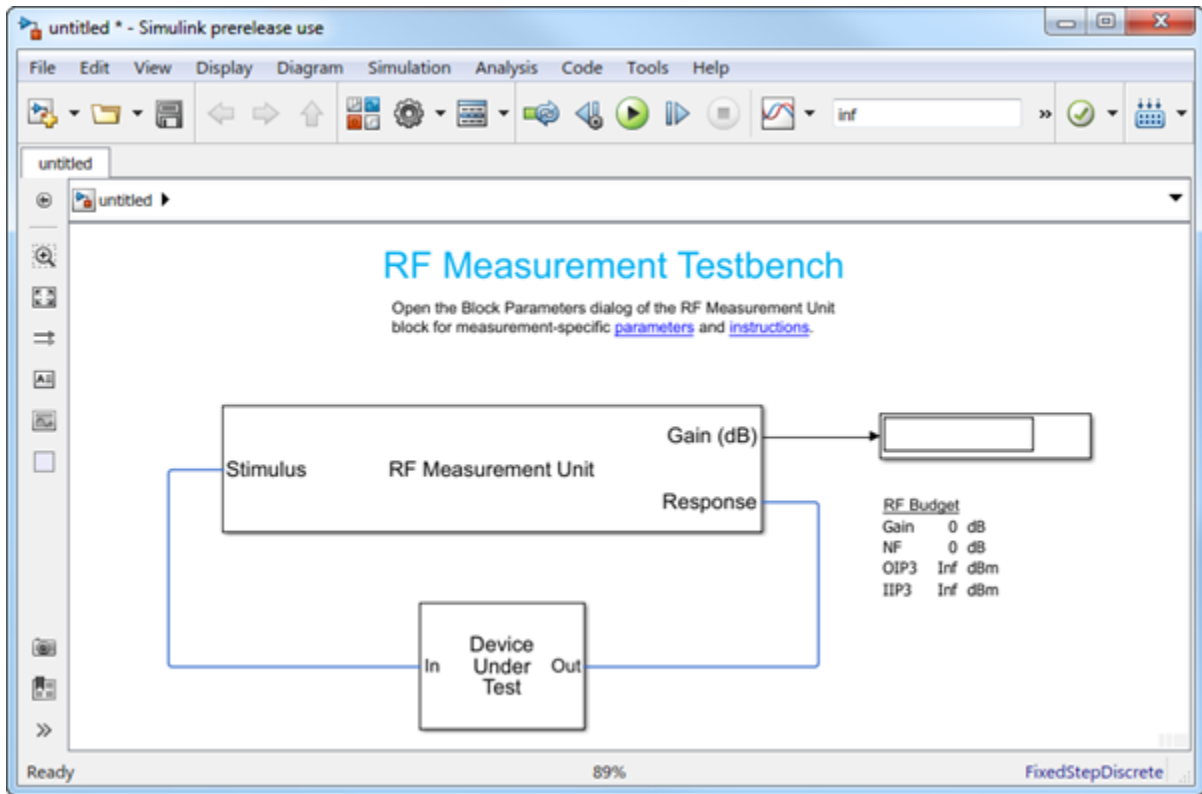 untitled * - Simulink prerelease use
File Edit View Display Diagram Simulation Analysis Code Tools Help
inf
untitled
untitled
RF Measurement Testbench
Open the Block Parameters dialog of the RF Measurement Unit
block for measurement-specific parameters and instructions.
Gain (dB)
Stimulus RF Measurement Unit
Response
RF Budget
Gain 0 dB
NF 0 dB
OIP3 Inf dBm
IIP3 Inf dBm
Device
In Under Out
Test
Ready 89% FixedStepDiscrete